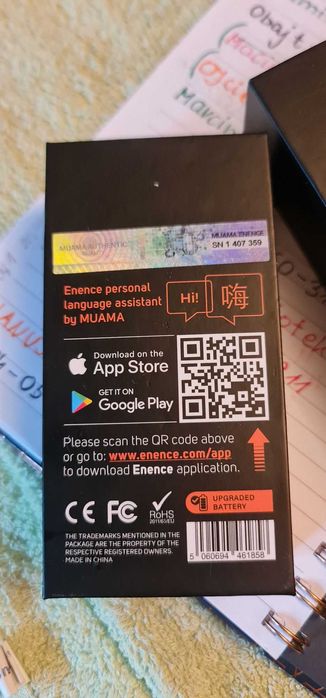 Obajt
Marcin
MUAMA AUTHENTIC
MUAMA ENENCE
SN 1 407 359
Enence personal
language assistant
by MUAMA
Hi!
嗨
Download on the
App Store
GET IT ON
Google Play
Please scan the QR code above
or go to: www.enence.com/app
to download Enence application.
CE FC
RoHS
2011/65/EU
UPGRADED
BATTERY
THE TRADEMARKS MENTIONED IN THE
PACKAGE ARE THE PROPERTY OF THE
RESPECTIVE REGISTERED OWNERS.
MADE IN CHINA
5 060694 461858